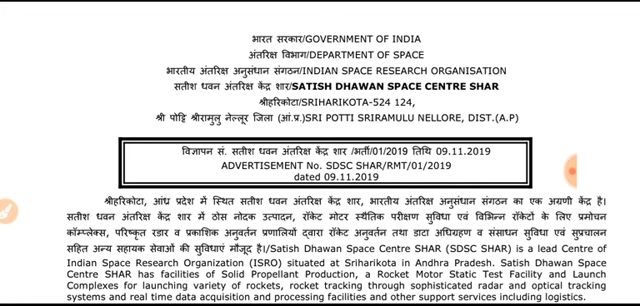 भारत सरकार/GOVERNMENT OF INDIA
अंतरिक्ष विभाग/DEPARTMENT OF SPACE
भारतीय अंतरिक्ष अनुसंधान संगठन/INDIAN SPACE RESEARCH ORGANISATION
सतीश धवन अंतरिक्ष केंद्र शार/SATISH DHAWAN SPACE CENTRE SHAR
श्रीहरिकोटा/SRIHARIKOTA-524 124,
श्री पोट्टि श्रीरामुलु नेल्लूर जिला (आं.प्र.)SRI POTTI SRIRAMULU NELLORE, DIST.(A.P)
विज्ञापन सं. सतीश धवन अंतरिक्ष केंद्र शार /भर्ती/01/2019 तिथि 09.11.2019
ADVERTISEMENT No. SDSC SHAR/RMT/01/2019
dated 09.11.2019
श्रीहरिकोटा, आंध्र प्रदेश में स्थित सतीश धवन अंतरिक्ष केंद्र शार, भारतीय अंतरिक्ष अनुसंधान संगठन का एक अग्रणी केंद्र है।
सतीश धवन अंतरिक्ष केंद्र शार में ठोस नोदक उत्पादन, रॉकेट मोटर स्थैतिक परीक्षण सुविधा एवं विभिन्न रॉकेटों के लिए प्रमोचन
कॉम्प्लेक्स, परिष्कृत रडार व प्रकाशिक अनुवर्तन प्रणालियों द्वारा रॉकेट अनुवर्तन तथा डाटा अधिग्रहण व संसाधन सुविधा एवं सुप्रचालन
सहित अन्य सहायक सेवाओं की सुविधाएं मौजूद है।/Satish Dhawan Space Centre SHAR (SDSC SHAR) is a lead Centre of
Indian Space Research Organization (ISRO) situated at Sriharikota in Andhra Pradesh. Satish Dhawan Space
Centre SHAR has facilities of Solid Propellant Production, a Rocket Motor Static Test Facility and Launch
Complexes for launching variety of rockets, rocket tracking through sophisticated radar and optical tracking
systems and real time data acquisition and processing facilities and other support services including logistics.